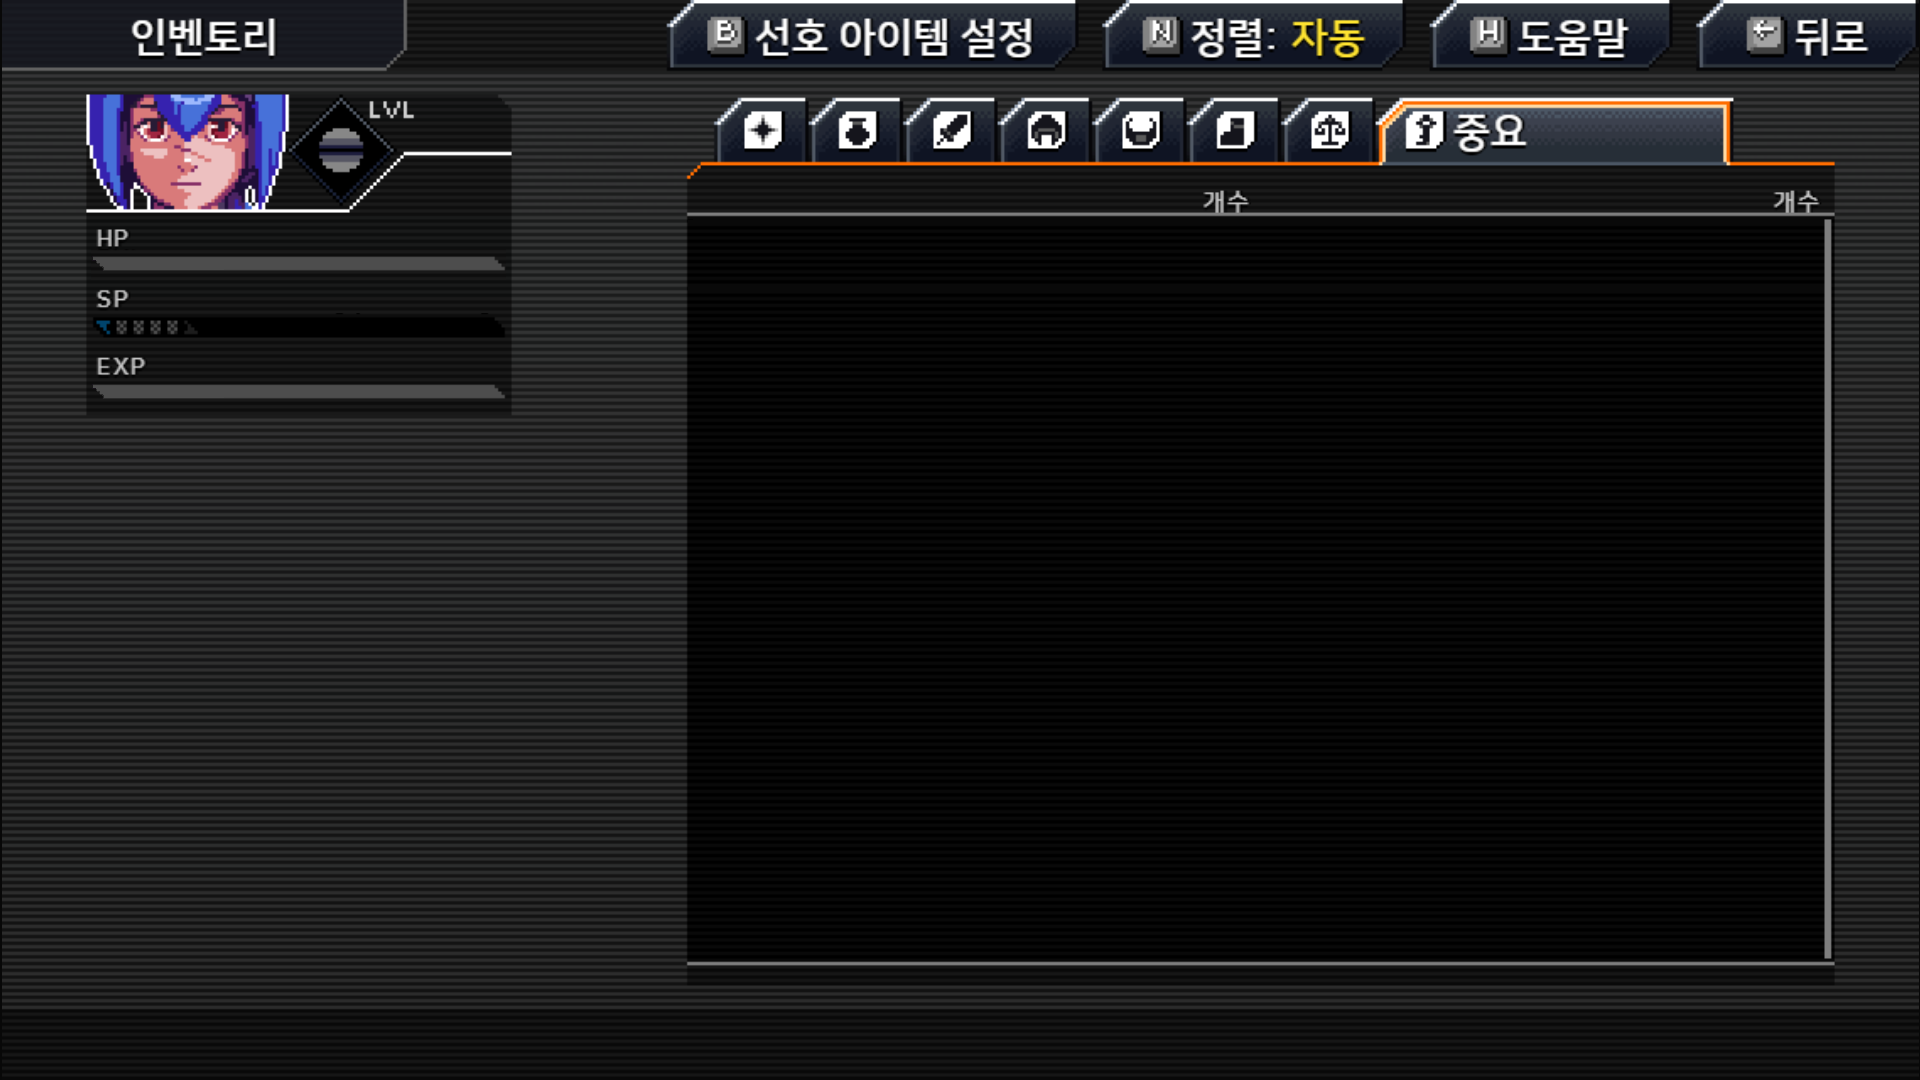 인벤토리
B 선호 아이템 설정
N 정렬: 자동
H 도움말
뒤로
LVL
HP
SP
EXP
중요
개수 개수